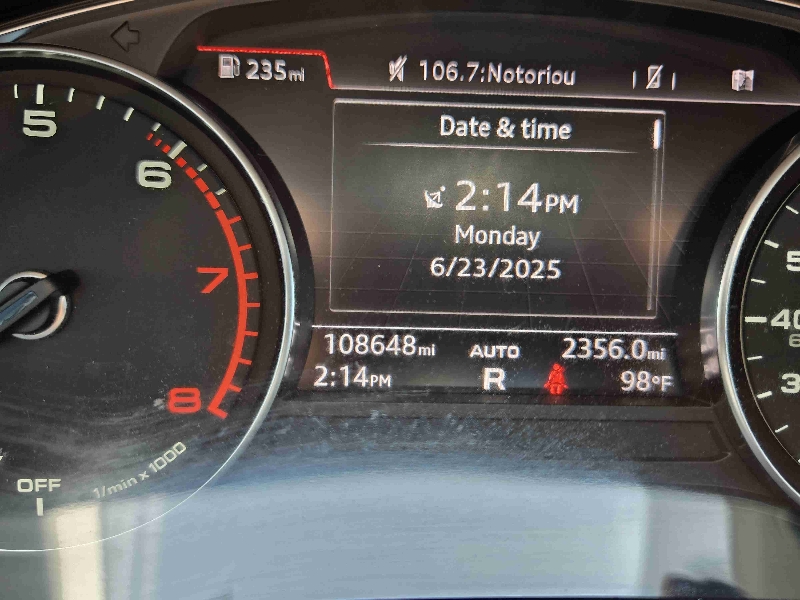 235mi
106.7:Notoriou
Date & time
2:14PM
Monday
6/23/2025
108648mi
AUTO
2356.0mi
2:14PM
R
98°F
5
6
7
8
1/min x 1000
OFF
40